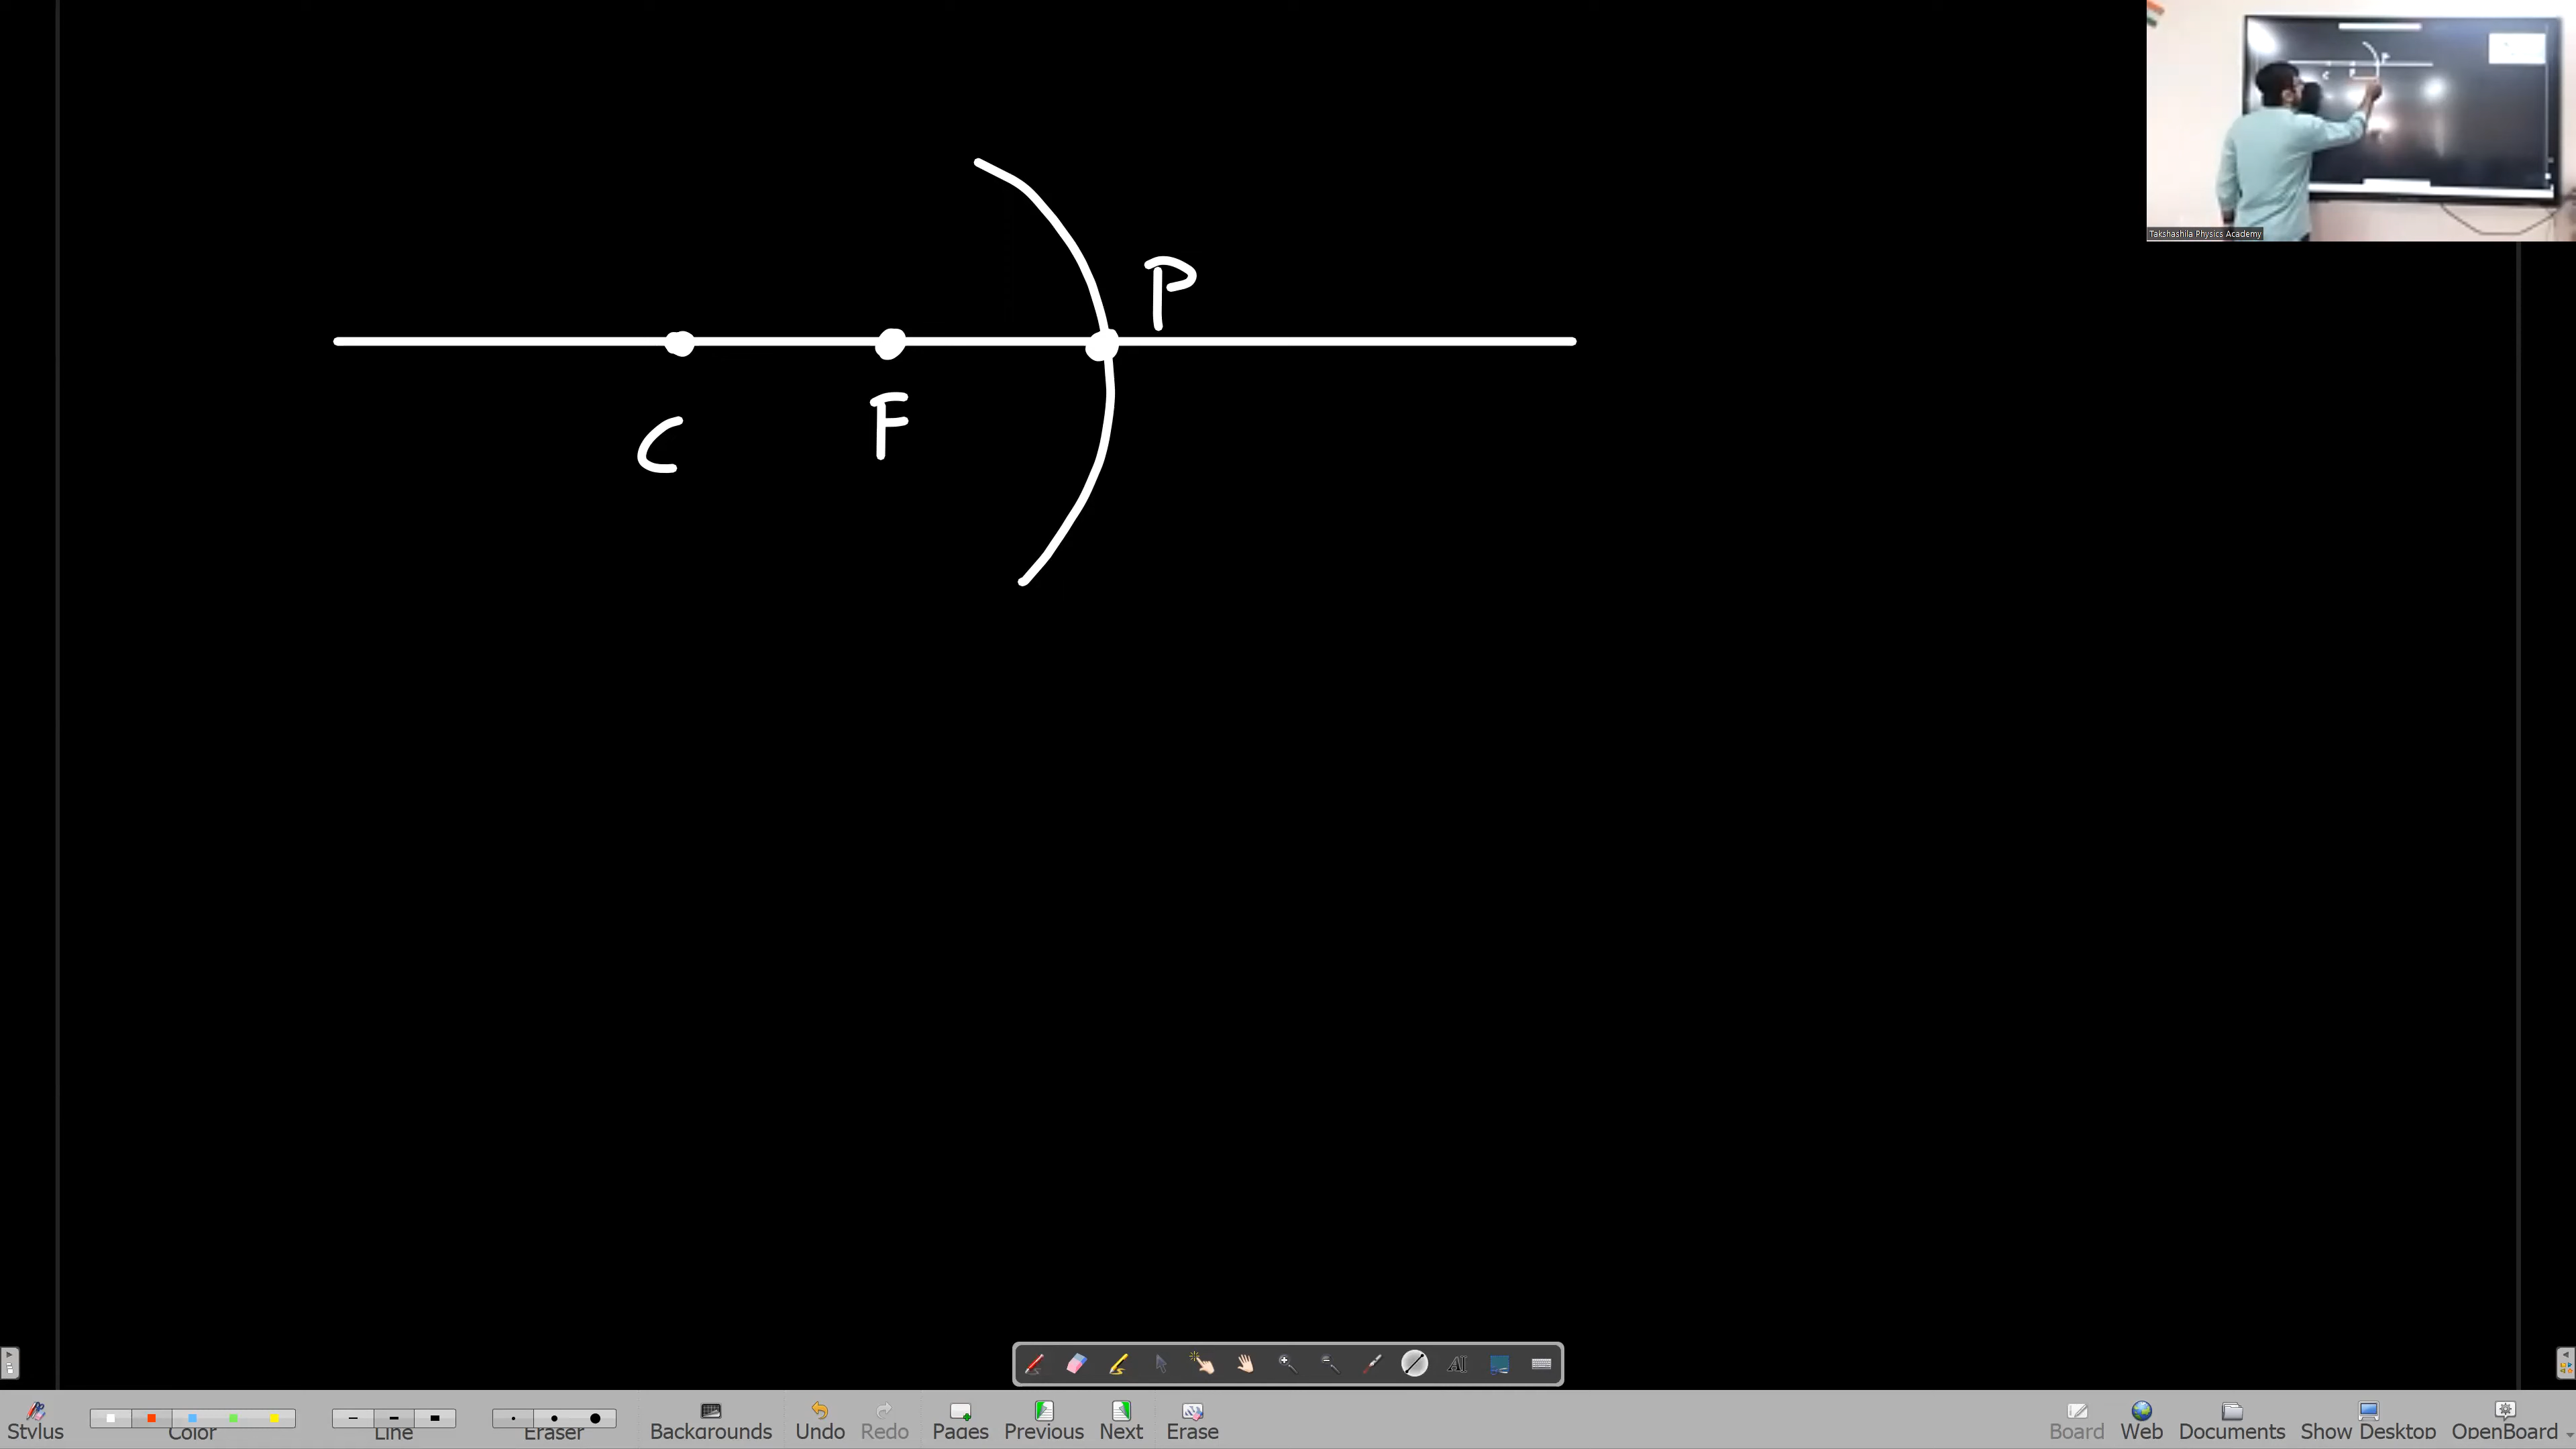 P
C
F
Takshashila Physics Academy
Stylus
Color
Line
Eraser
Backgrounds
Undo
Redo
Pages
Previous
Next
Erase
Board
Web
Documents
Show Desktop
OpenBoard